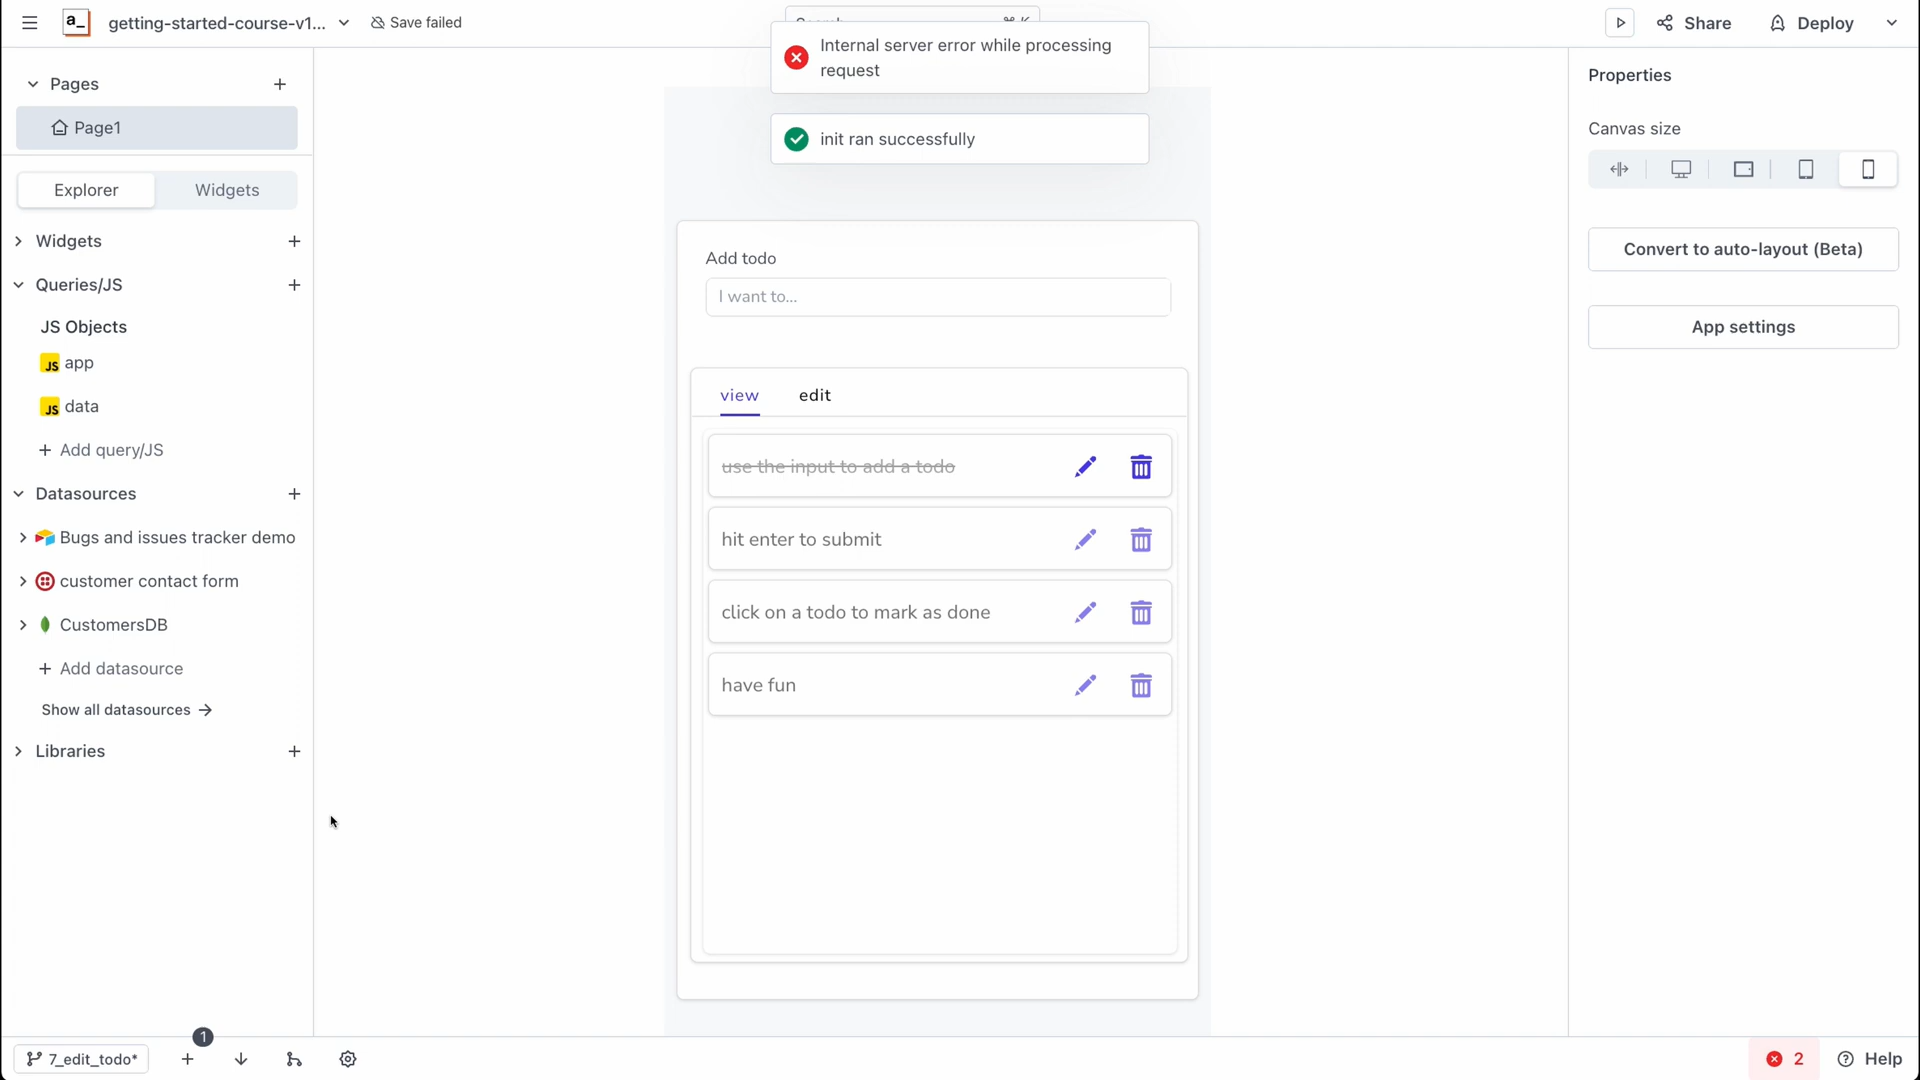 a_ getting-started-course-v1... Save failed
Share Deploy
Internal server error while processing
request
init ran successfully
Pages
Page1
Explorer Widgets
Widgets
Queries/JS
JS Objects
JS app
JS data
Add query/JS
Datasources
Bugs and issues tracker demo
customer contact form
CustomersDB
Add datasource
Show all datasources
Libraries
Add todo
I want to...
view edit
use the input to add a todo
hit enter to submit
click on a todo to mark as done
have fun
Properties
Canvas size
Convert to auto-layout (Beta)
App settings
1
7_edit_todo*
2 Help